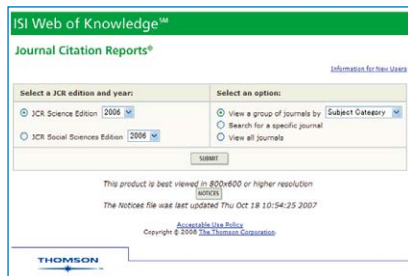 ISI Web of Knowledge℠
Journal Citation Reports®
Information for New Users
Select a JCR edition and year:
Select an option:
JCR Science Edition 2006
View a group of journals by Subject Category
Search for a specific journal
JCR Social Sciences Edition 2006
View all journals
SUBMIT
This product is best viewed in 800x600 or higher resolution
NOTICES
The Notices file was last updated Thu Oct 18 10:54:25 2007
Acceptable Use Policy
Copyright © 2008 The Thomson Corporation.
THOMSON